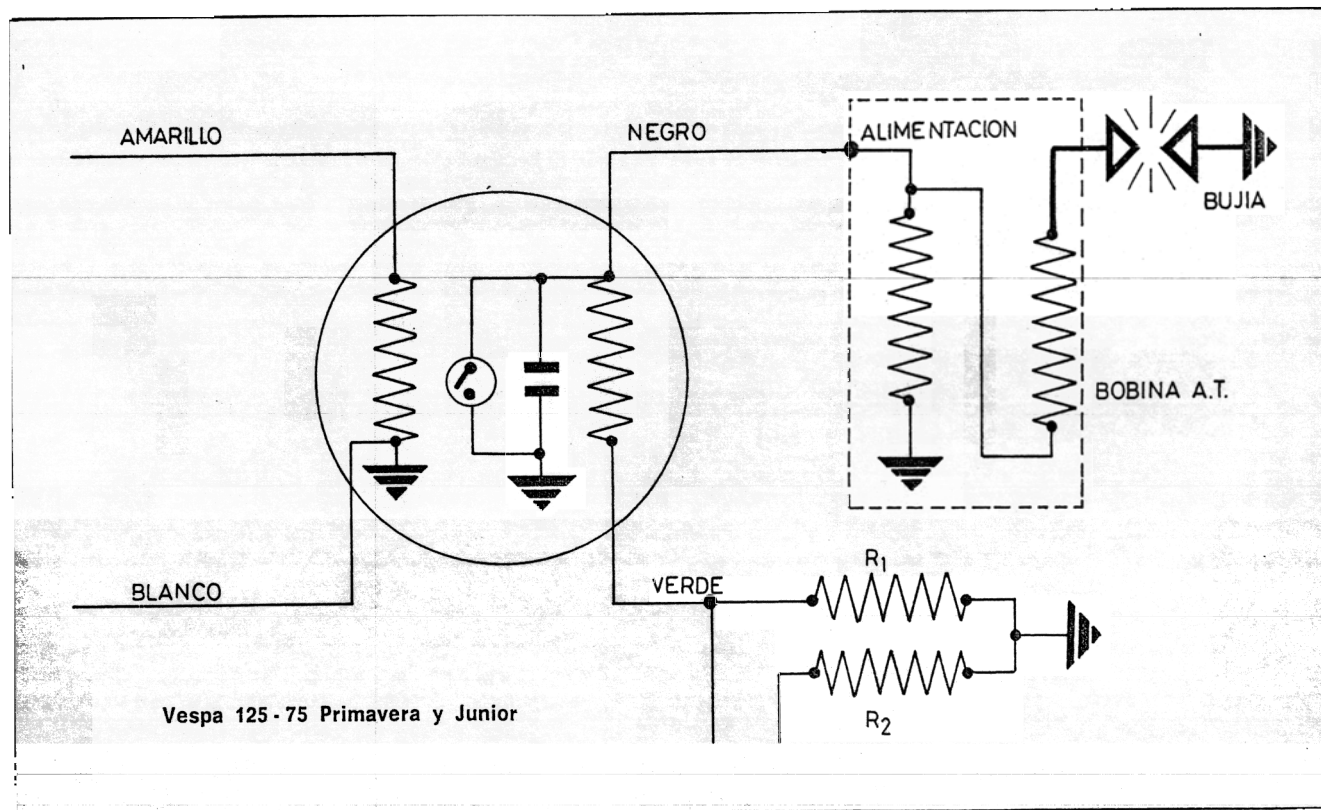 AMARILLO
NEGRO
ALIMENTACION
BUJIA
BOBINA A.T.
BLANCO
VERDE
R1
R2
Vespa 125 - 75 Primavera y Junior